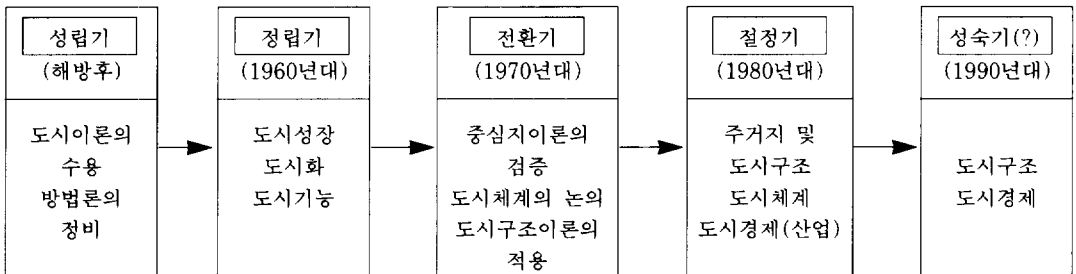 성립기
(해방후)
도시이론의
수용
방법론의
정비
정립기
(1960년대)
도시성장
도시화
도시기능
전환기
(1970년대)
중심지이론의
검증
도시체계의 논의
도시구조이론의
적용
절정기
(1980년대)
주거지 및
도시구조
도시체계
도시경제(산업)
성숙기(?)
(1990년대)
도시구조
도시경제